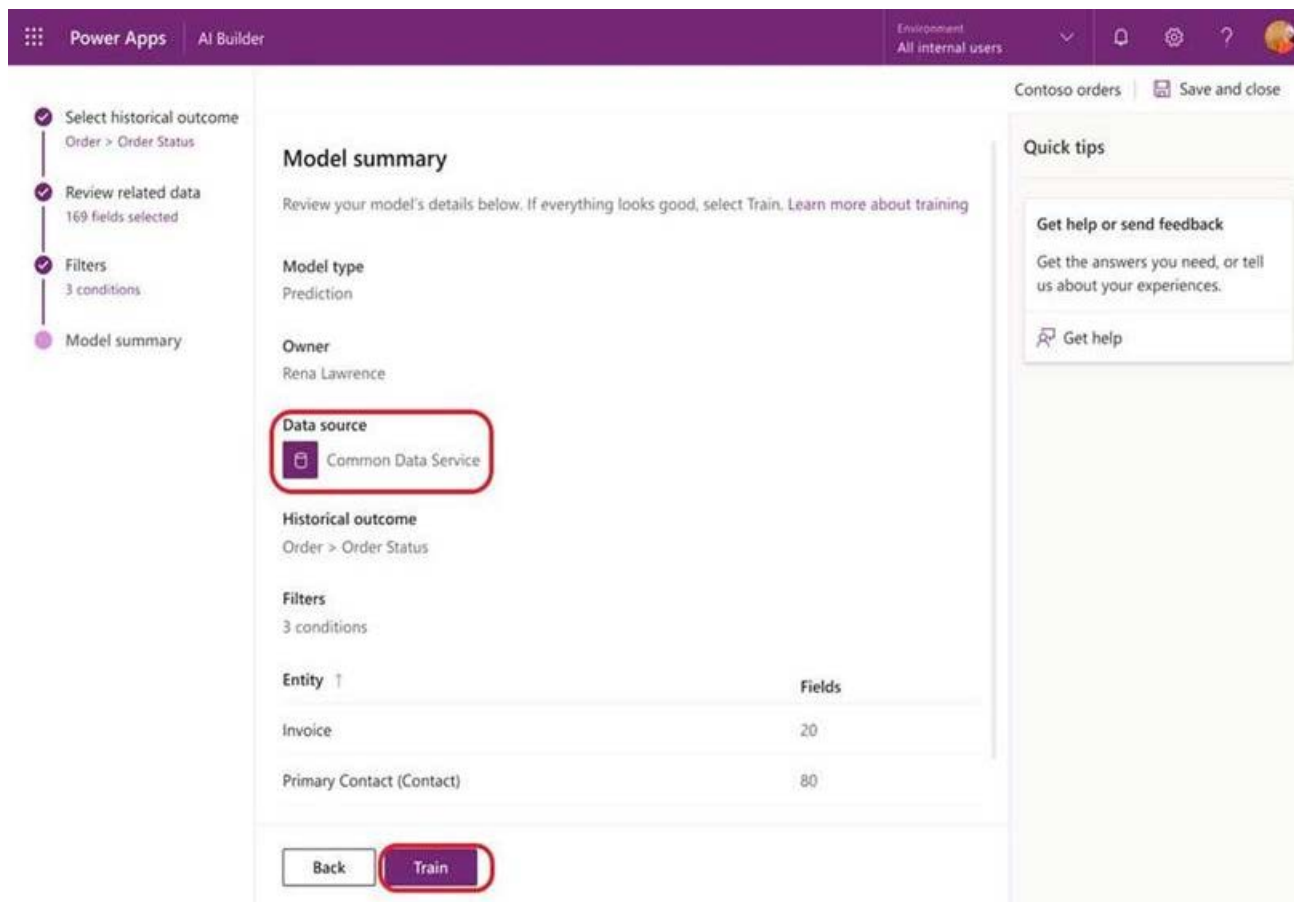 Power Apps AI Builder
Environment
All internal users
?
Contoso orders Save and close
Select historical outcome
Order > Order Status
Review related data
169 fields selected
Filters
3 conditions
Model summary
Model summary
Review your model's details below. If everything looks good, select Train. Learn more about training
Model type
Prediction
Owner
Rena Lawrence
Data source
Common Data Service
Historical outcome
Order > Order Status
Filters
3 conditions
Entity ↑ Fields
Invoice 20
Primary Contact (Contact) 80
Back Train
Quick tips
Get help or send feedback
Get the answers you need, or tell
us about your experiences.
Get help